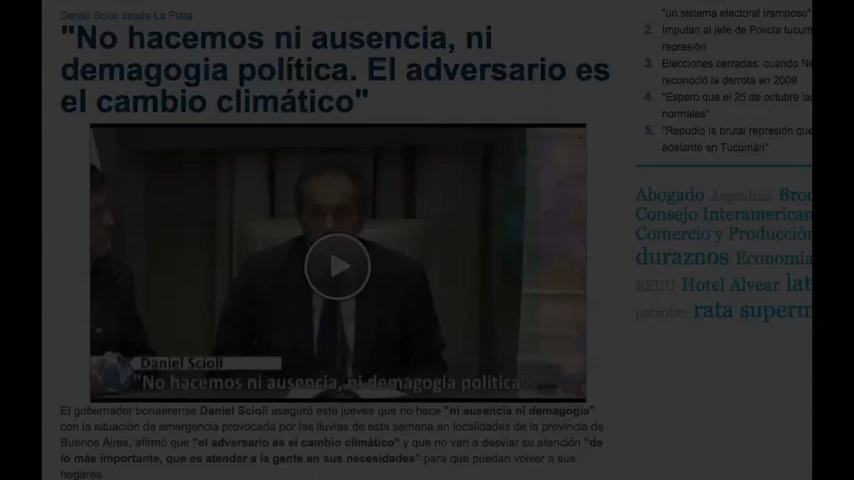 Daniel Scioli desde La Plata
"No hacemos ni ausencia, ni
demagogia política. El adversario es
el cambio climático"
Daniel Scioli
"No hacemos ni ausencia, ni demagogia política"
El gobernador bonaerense Daniel Scioli aseguró este jueves que no hace "ni ausencia ni demagogia"
con la situación de emergencia provocada por las lluvias de esta semana en localidades de la provincia de
Buenos Aires, afirmó que "el adversario es el cambio climático" y que no van a desviar su atención "de
lo más importante, que es atender a la gente en sus necesidades" para que puedan volver a sus
hogares.
"un sistema electoral tramposo"
2. Imputan al jefe de Policía tucum
represión
3. Elecciones cerradas: cuando Né
reconoció la derrota en 2009
4. "Espero que el 25 de octubre la
normales"
5. "Repudio la brutal represión que
adelante en Tucumán"
Abogado Argentina Bro
Consejo Interamerican
Comercio y Producción
duraznos Economía
EEUU Hotel Alvear lat
petróleo rata superm